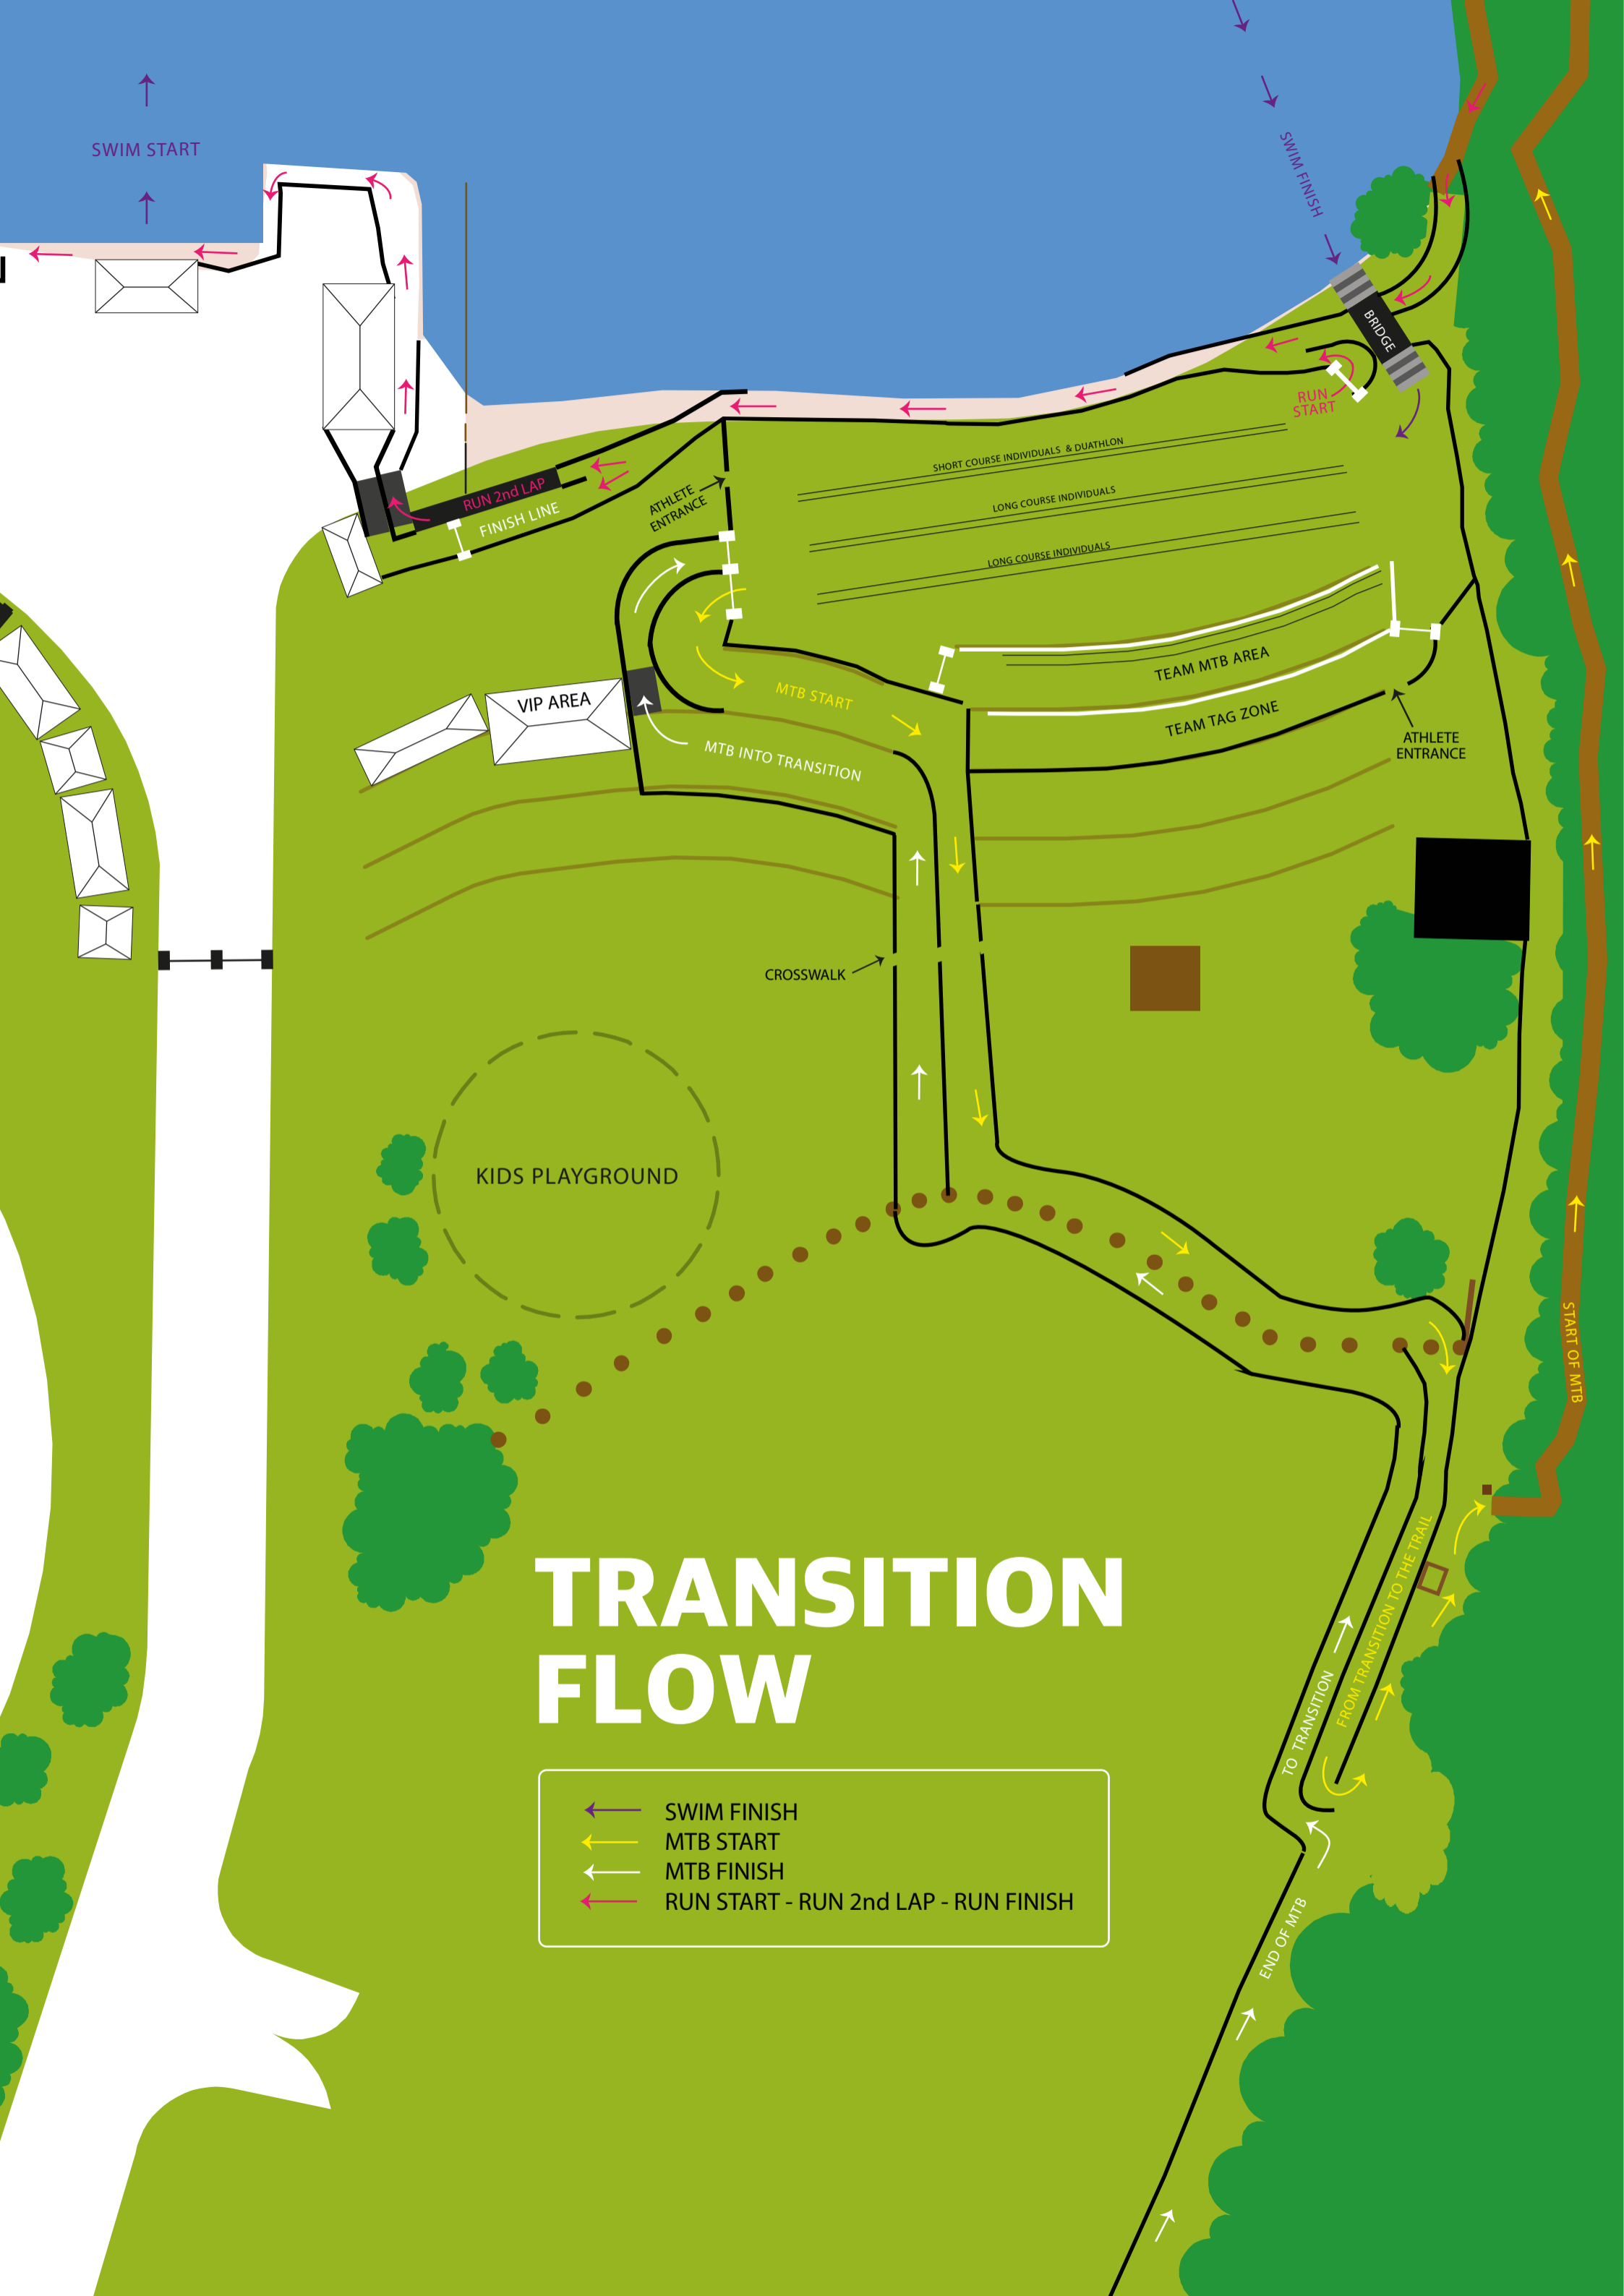 SWIM START
SWIM FINISH
BRIDGE
RUN
START
SHORT COURSE INDIVIDUALS & DUATHLON
LONG COURSE INDIVIDUALS
LONG COURSE INDIVIDUALS
RUN 2nd LAP
FINISH LINE
ATHLETE
ENTRANCE
TEAM MTB AREA
TEAM TAG ZONE
ATHLETE
ENTRANCE
VIP AREA
MTB START
MTB INTO TRANSITION
CROSSWALK
KIDS PLAYGROUND
START OF MTB
FROM TRANSITION TO THE TRAIL
TO TRANSITION
END OF MTB
TRANSITION
FLOW
SWIM FINISH
MTB START
MTB FINISH
RUN START - RUN 2nd LAP - RUN FINISH